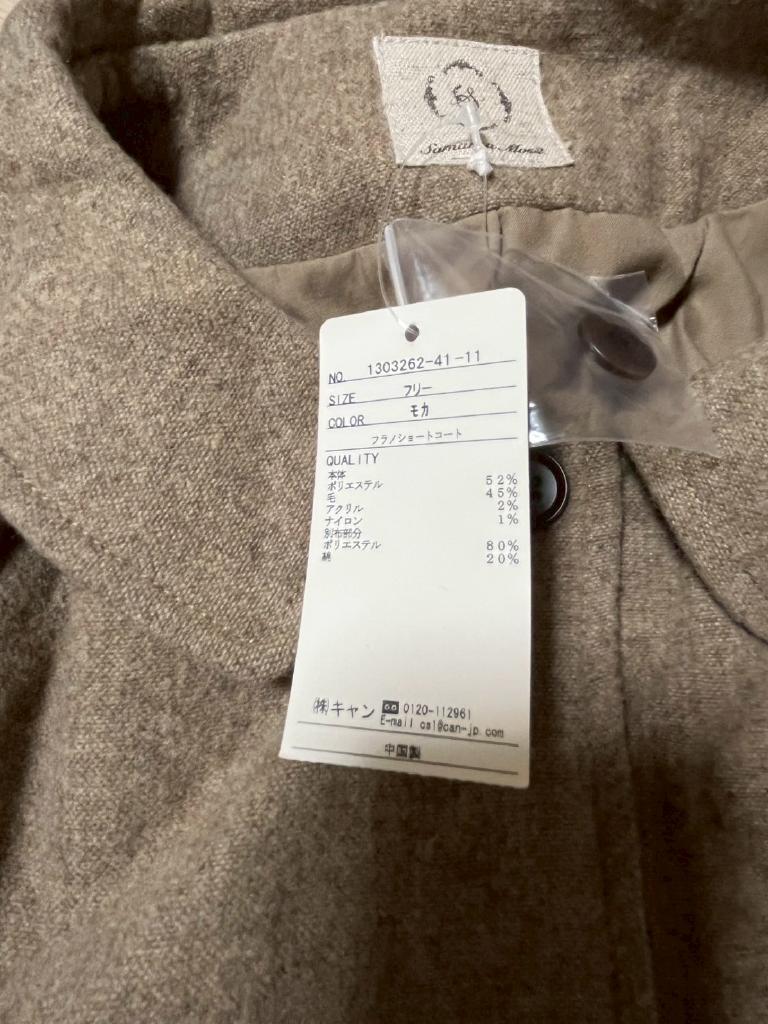 Samansa Mos2
NO. 1303262-41-11
SIZE フリー
COLOR モカ
フラノショートコート
QUALITY
本体
ポリエステル 52%
毛 45%
アクリル 2%
ナイロン 1%
別布部分
ポリエステル 80%
綿 20%
㈱キャン 0120-112961
E-mail cs1@can-jp.com
中国製